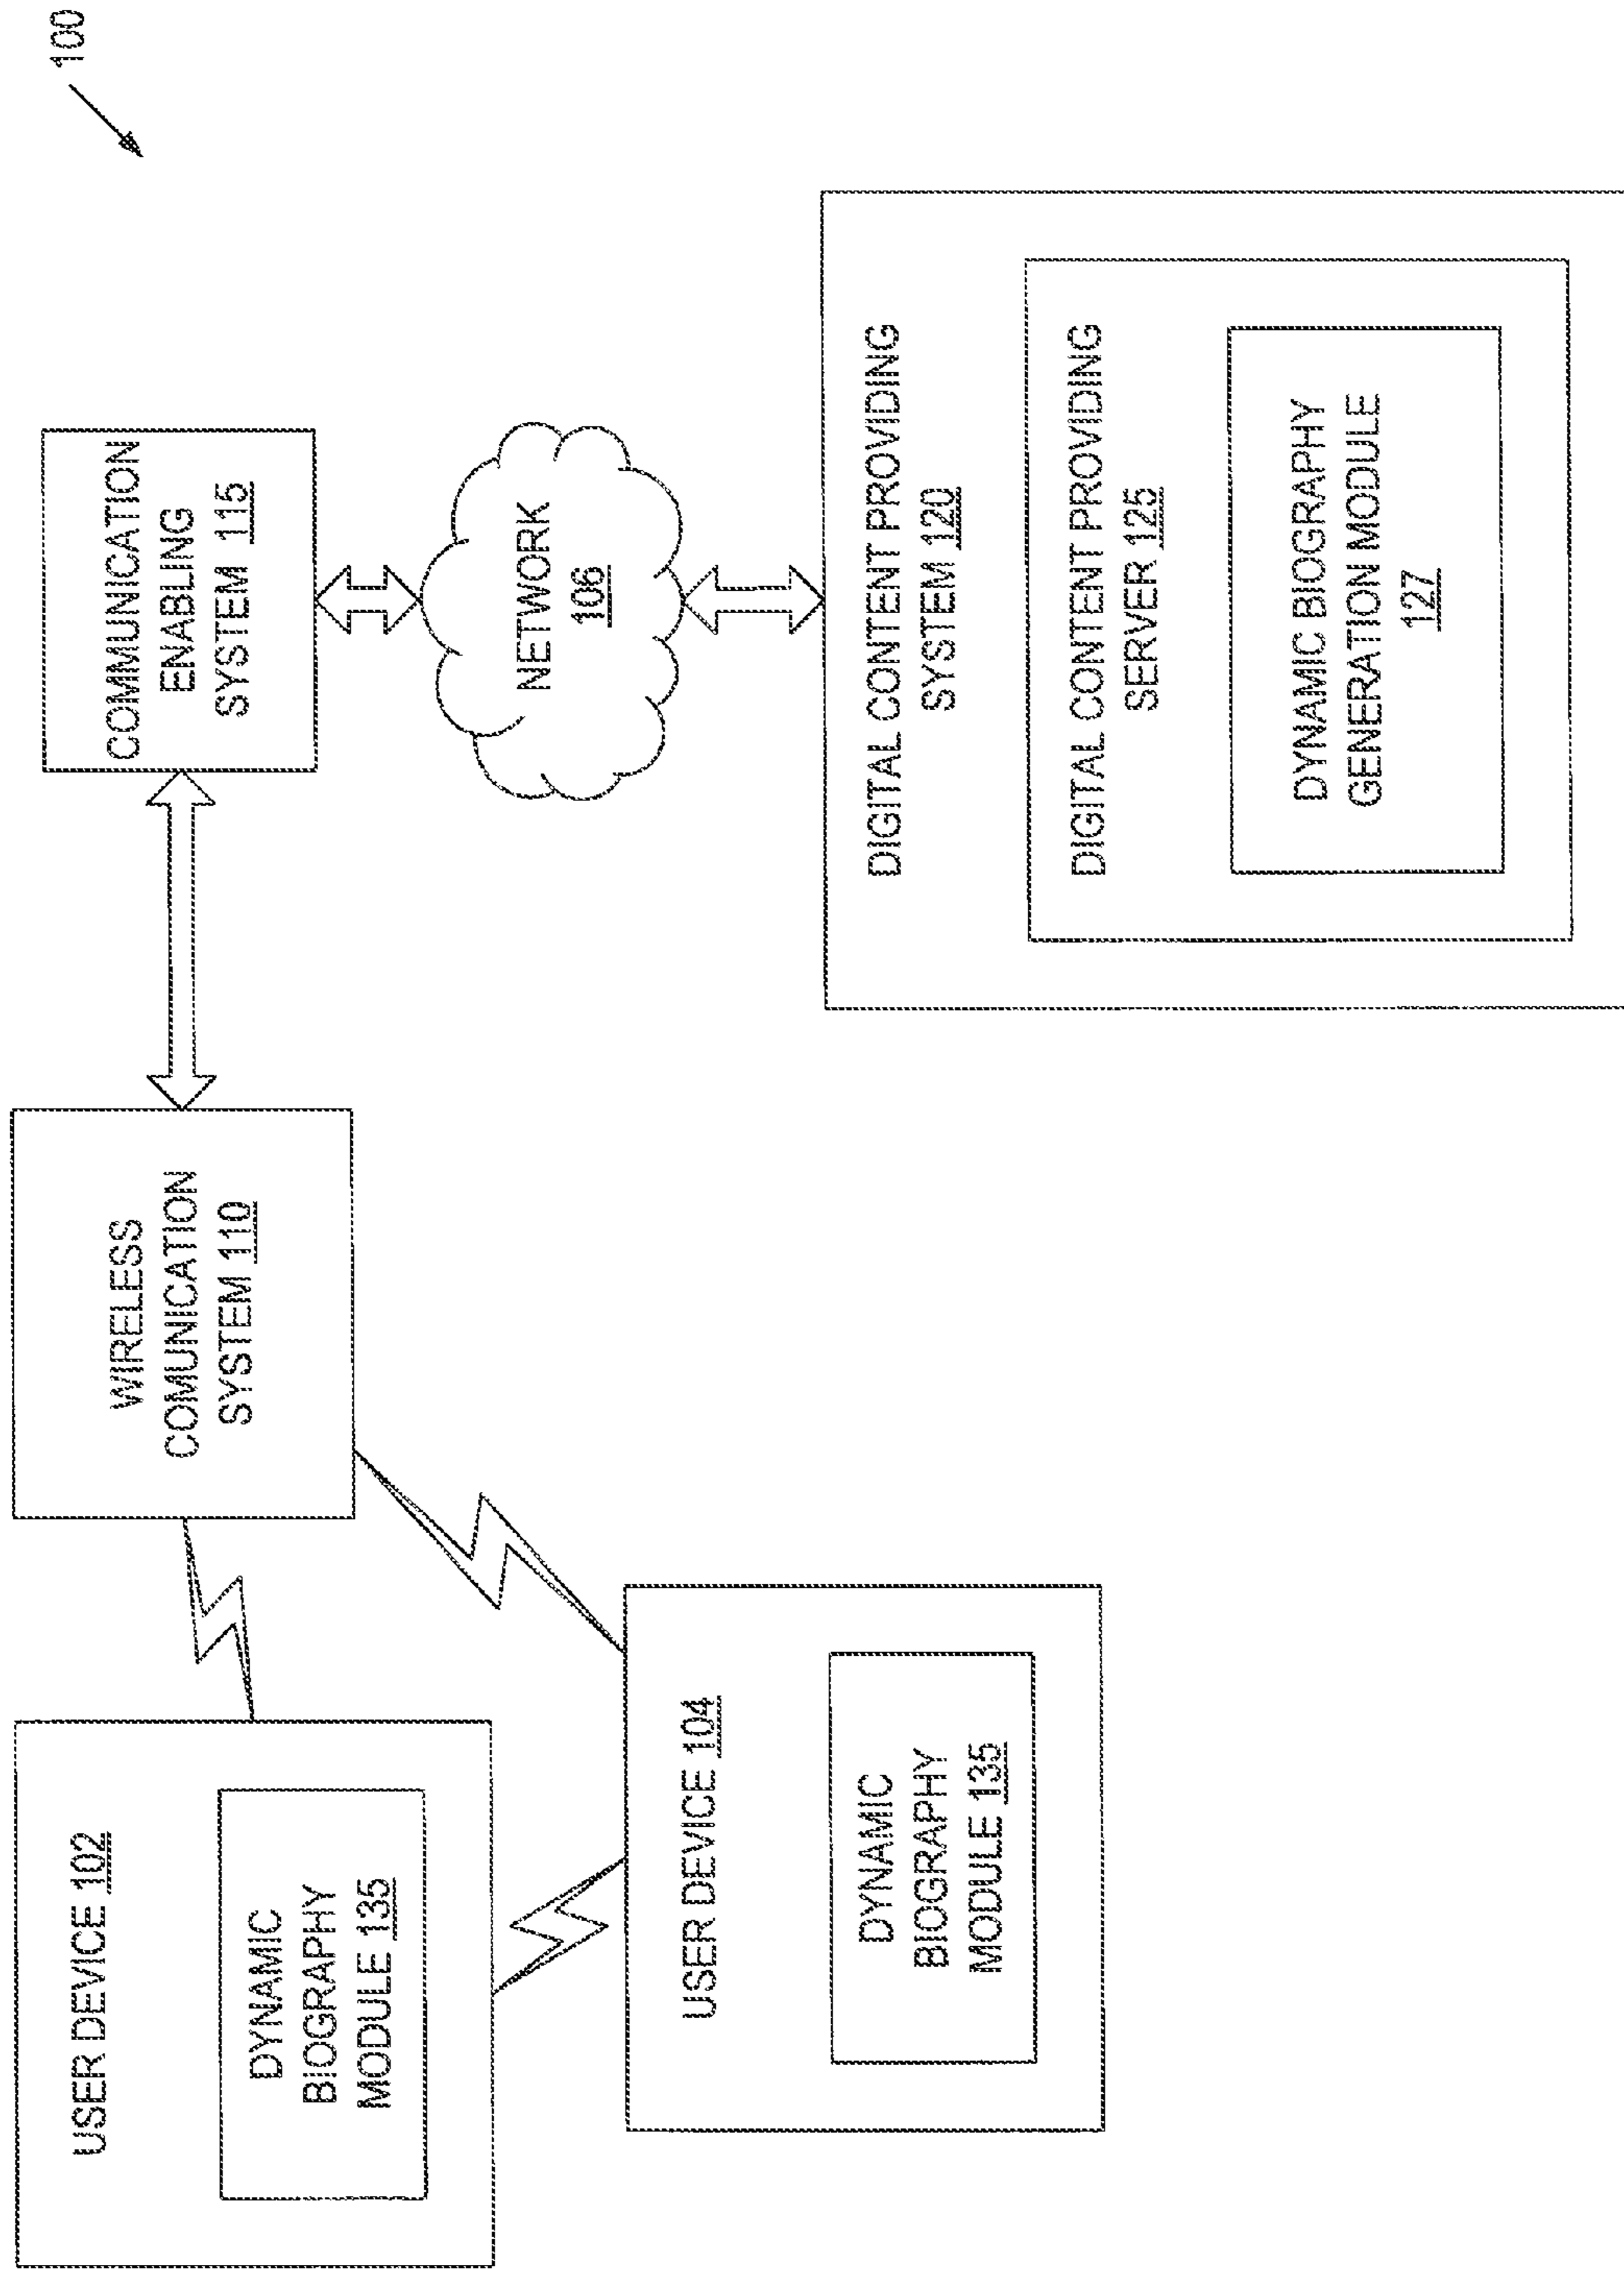 100
USER DEVICE 102
DYNAMIC
BIOGRAPHY
MODULE 135
WIRELESS
COMUNICATION
SYSTEM 110
COMMUNICATION
ENABLING
SYSTEM 115
USER DEVICE 104
DYNAMIC
BIOGRAPHY
MODULE 135
NETWORK
106
DIGITAL CONTENT PROVIDING
SYSTEM 120
DIGITAL CONTENT PROVIDING
SERVER 125
DYNAMIC BIOGRAPHY
GENERATION MODULE
127